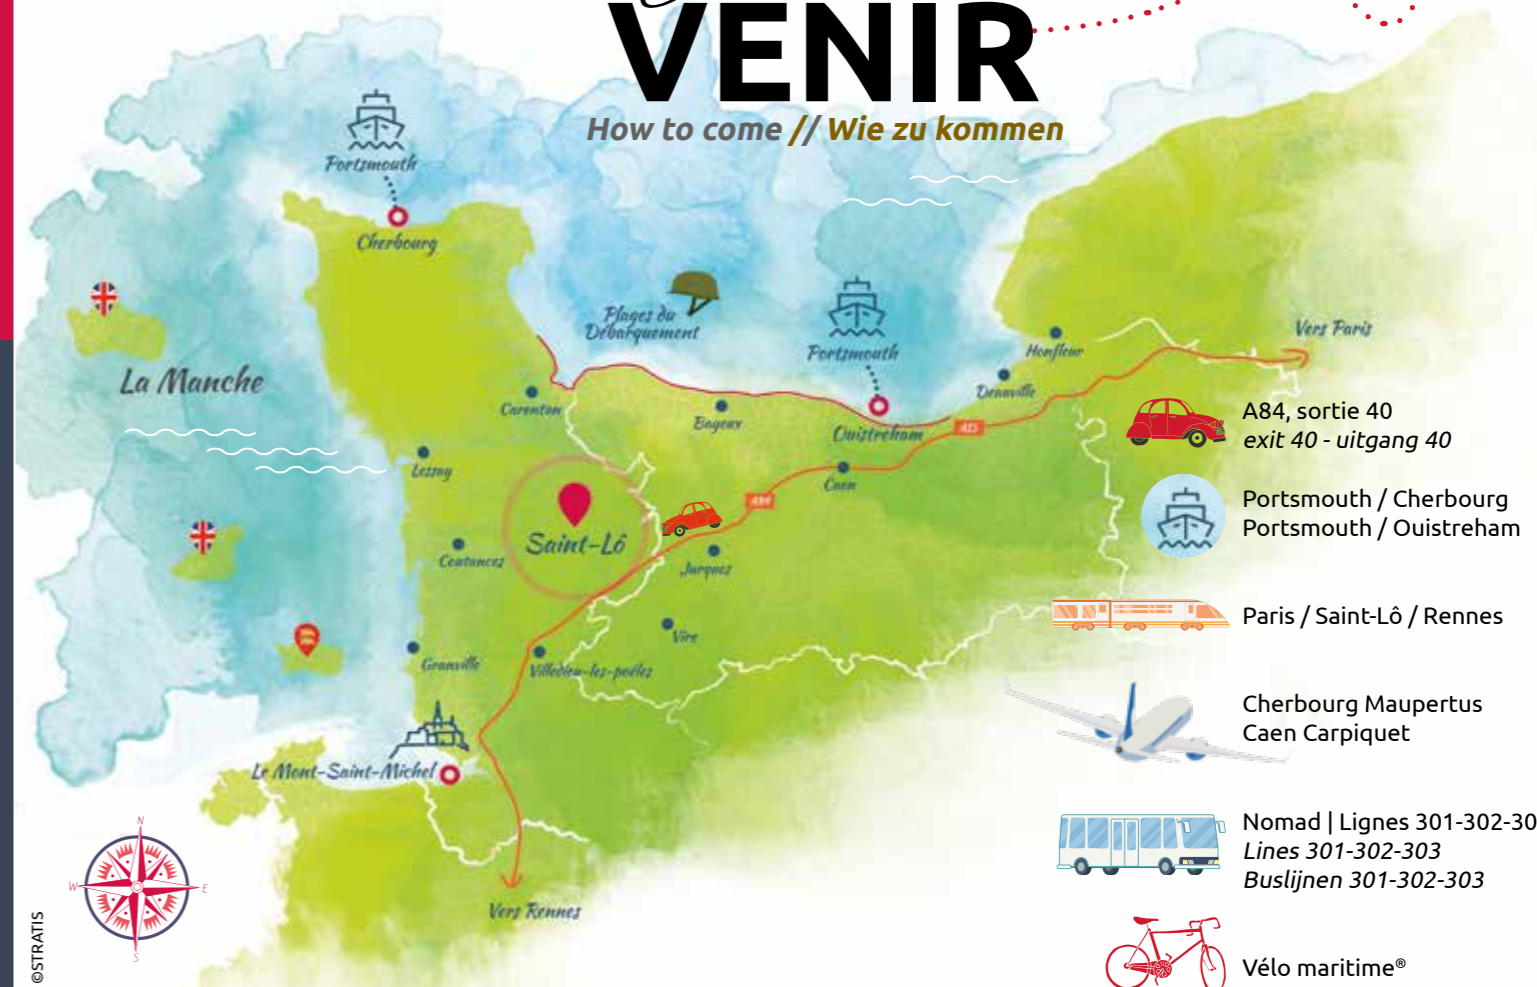 VENIR
How to come // Wie zu kommen
Portsmouth
Cherbourg
Plages du
Débarquement
Portsmouth
Vers Paris
Honfleur
La Manche
Deauville
Carenton
Bayeux
Ouistreham
A13
A84, sortie 40
exit 40 - uitgang 40
Lessay
Caen
A84
Portsmouth / Cherbourg
Portsmouth / Ouistreham
Saint-Lô
Coutances
Jurques
Paris / Saint-Lô / Rennes
Vire
Granville
Villedieu-les-poêles
Cherbourg Maupertus
Caen Carpiquet
Le Mont-Saint-Michel
Nomad | Lignes 301-302-30
Lines 301-302-303
Buslijnen 301-302-303
N
W
E
S
Vers Rennes
Vélo maritime®
©STRATIS